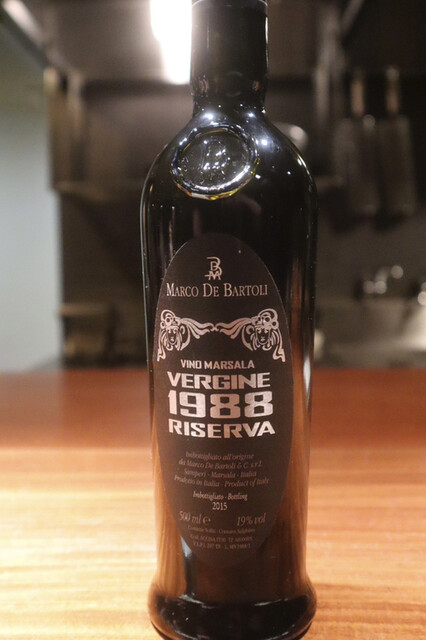 MARCO DE BARTOLI
VINO MARSALA
VERGINE
1988
RISERVA
Imbottigliato all'origine
da Marco De Bartoli & C. s.r.l.
Samperi - Marsala - Italia
Prodotto in Italia - Product of Italy
Imbottigliato - Bottling
2015
500 ml e 19% vol